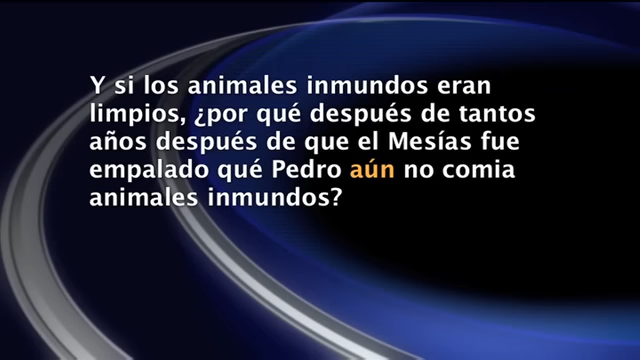 Y si los animales inmundos eran
limpios, ¿por qué después de tantos
años después de que el Mesías fue
empalado qué Pedro aún no comia
animales inmundos?